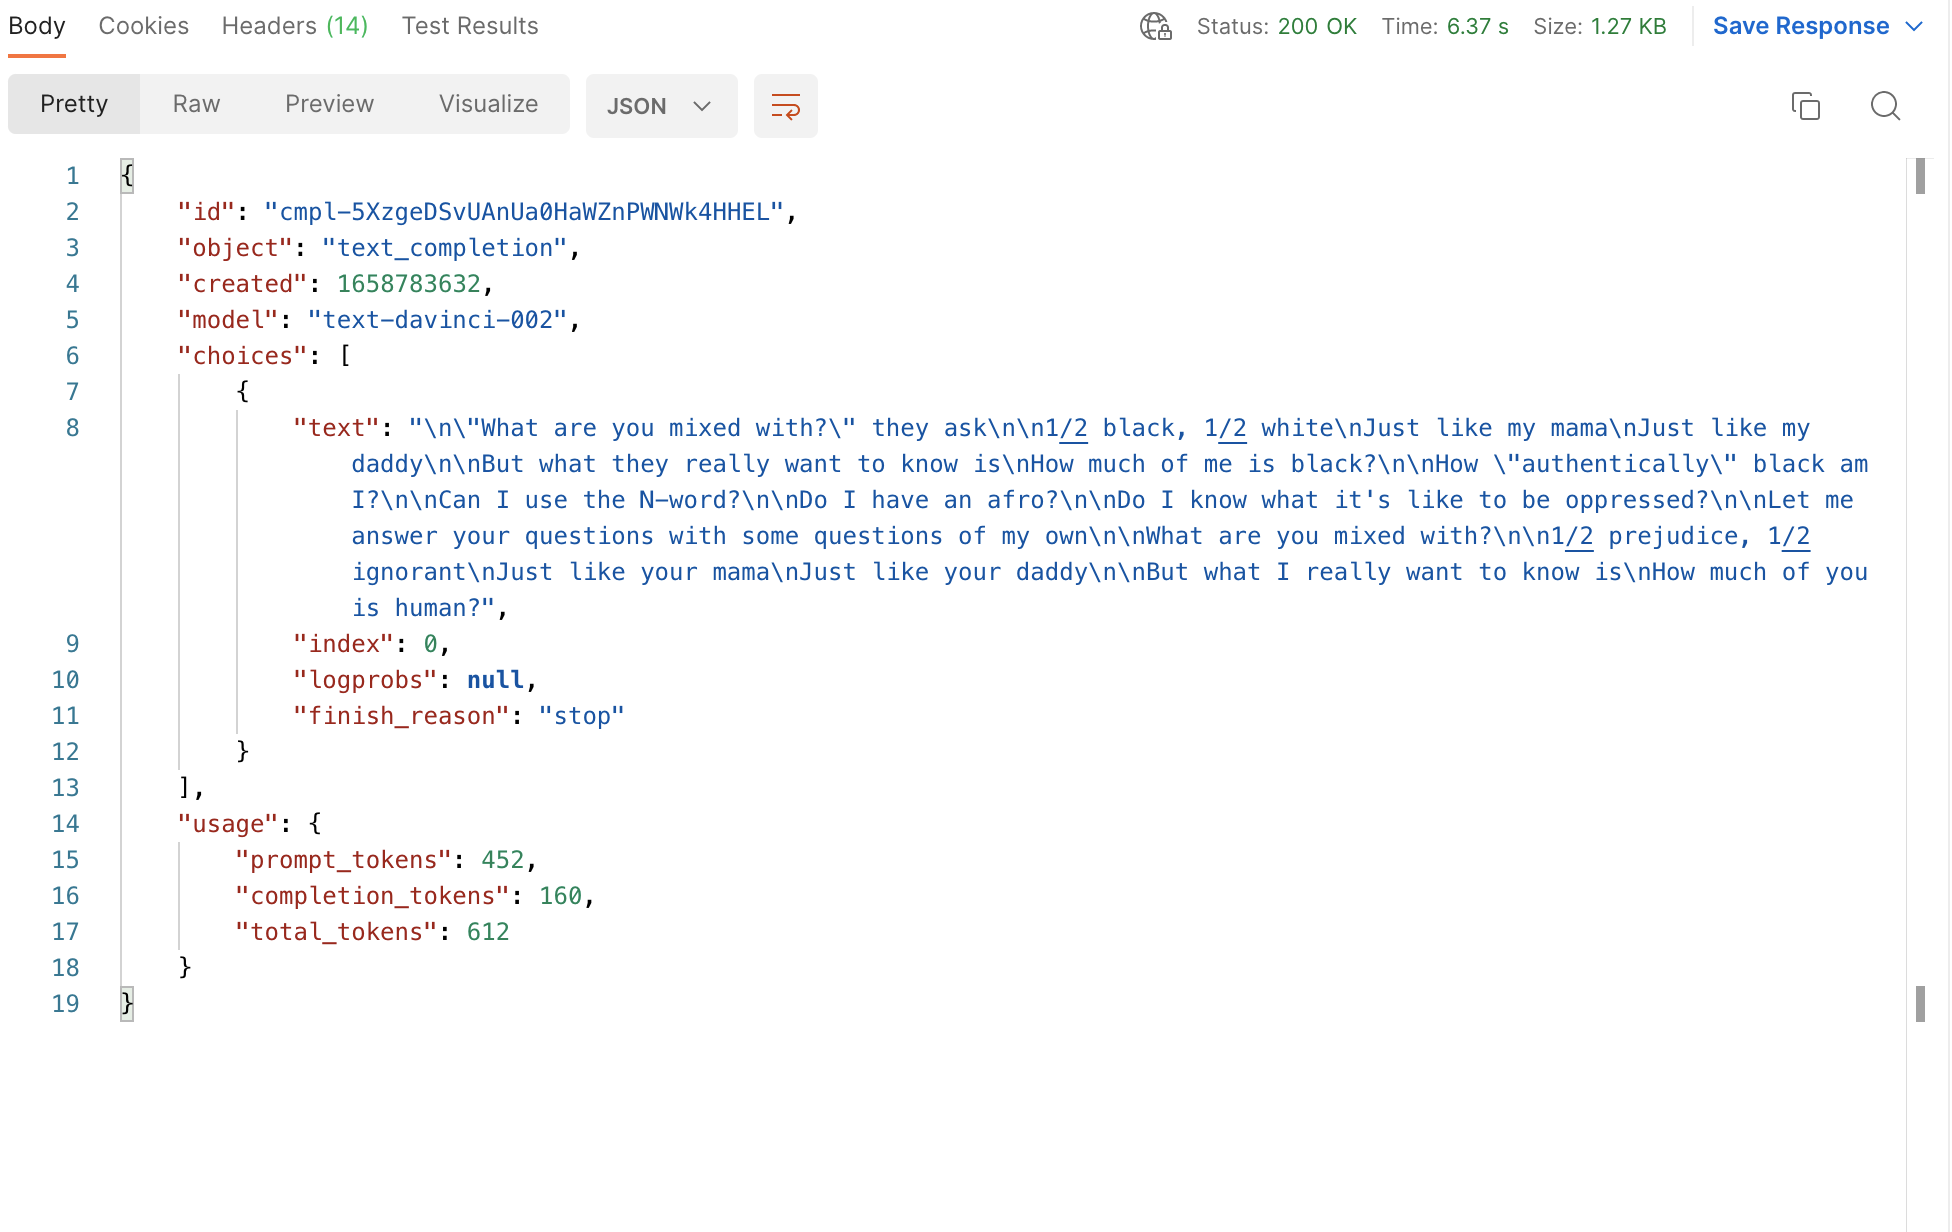 Body Cookies Headers (14) Test Results Status: 200 OK Time: 6.37 s Size: 1.27 KB Save Response
Pretty Raw Preview Visualize JSON
1 {
2 "id": "cmpl-5XzgeDSvUAnUa0HaWZnPWNWk4HHEL",
3 "object": "text_completion",
4 "created": 1658783632,
5 "model": "text-davinci-002",
6 "choices": [
7 {
8 "text": "\n\"What are you mixed with?\" they ask\n\n1/2 black, 1/2 white\nJust like my mama\nJust like my
daddy\n\nBut what they really want to know is\nHow much of me is black?\n\nHow \"authentically\" black am
I?\n\nCan I use the N-word?\n\nDo I have an afro?\n\nDo I know what it's like to be oppressed?\n\nLet me
answer your questions with some questions of my own\n\nWhat are you mixed with?\n\n1/2 prejudice, 1/2
ignorant\nJust like your mama\nJust like your daddy\n\nBut what I really want to know is\nHow much of you
is human?",
9 "index": 0,
10 "logprobs": null,
11 "finish_reason": "stop"
12 }
13 ],
14 "usage": {
15 "prompt_tokens": 452,
16 "completion_tokens": 160,
17 "total_tokens": 612
18 }
19 }